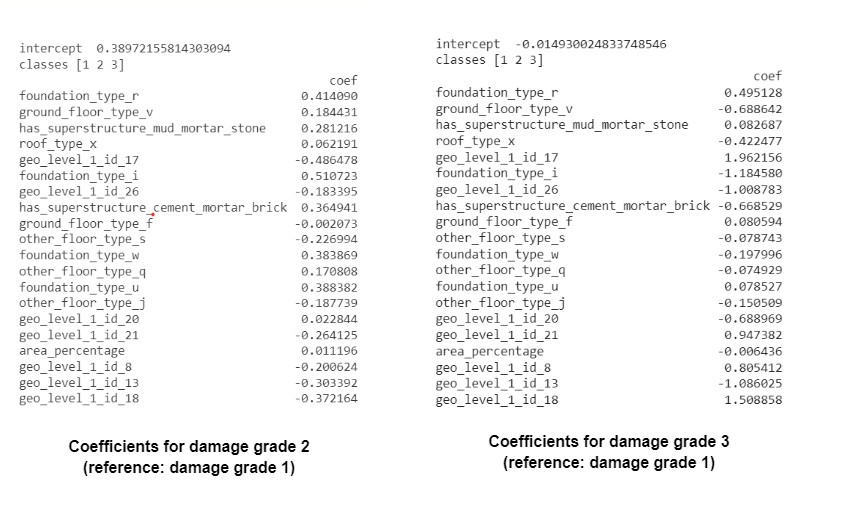 intercept 0.38972155814303094
classes [1 2 3]
coef
foundation_type_r 0.414090
ground_floor_type_v 0.184431
has_superstructure_mud_mortar_stone 0.281216
roof_type_x 0.062191
geo_level_1_id_17 -0.486478
foundation_type_i 0.510723
geo_level_1_id_26 -0.183395
has_superstructure_cement_mortar_brick 0.364941
ground_floor_type_f -0.002073
other_floor_type_s -0.226994
foundation_type_w 0.383869
other_floor_type_q 0.170808
foundation_type_u 0.388382
other_floor_type_j -0.187739
geo_level_1_id_20 0.022844
geo_level_1_id_21 -0.264125
area_percentage 0.011196
geo_level_1_id_8 -0.200624
geo_level_1_id_13 -0.303392
geo_level_1_id_18 -0.372164
Coefficients for damage grade 2
(reference: damage grade 1)
intercept -0.014930024833748546
classes [1 2 3]
coef
foundation_type_r 0.495128
ground_floor_type_v -0.688642
has_superstructure_mud_mortar_stone 0.082687
roof_type_x -0.422477
geo_level_1_id_17 1.962156
foundation_type_i -1.184580
geo_level_1_id_26 -1.008783
has_superstructure_cement_mortar_brick -0.668529
ground_floor_type_f 0.080594
other_floor_type_s -0.078743
foundation_type_w -0.197996
other_floor_type_q -0.074929
foundation_type_u 0.078527
other_floor_type_j -0.150509
geo_level_1_id_20 -0.688969
geo_level_1_id_21 0.947382
area_percentage -0.006436
geo_level_1_id_8 0.805412
geo_level_1_id_13 -1.086025
geo_level_1_id_18 1.508858
Coefficients for damage grade 3
(reference: damage grade 1)